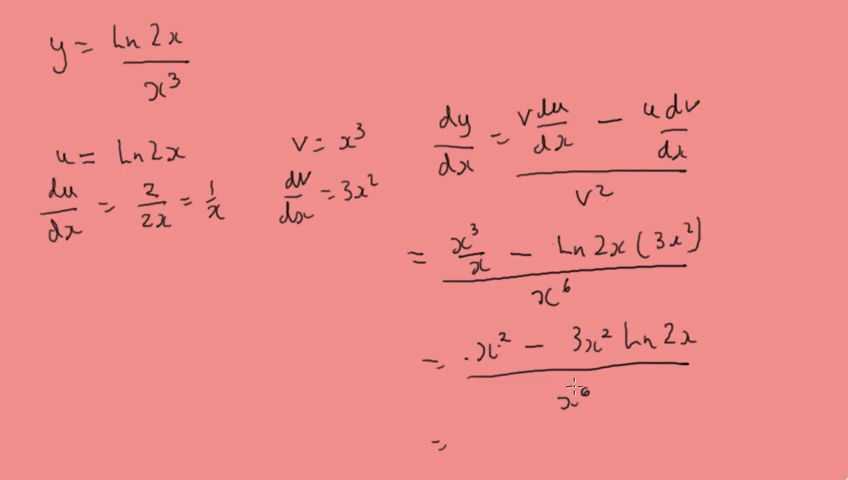 y = ln 2x / x³
u = ln 2x
du/dx = 2/2x = 1/x
v = x³
dv/dx = 3x²
dy/dx = (v du/dx − u dv/dx) / v²
= (x³/x − ln 2x (3x²)) / x⁶
= (x² − 3x² ln 2x) / x⁶
=